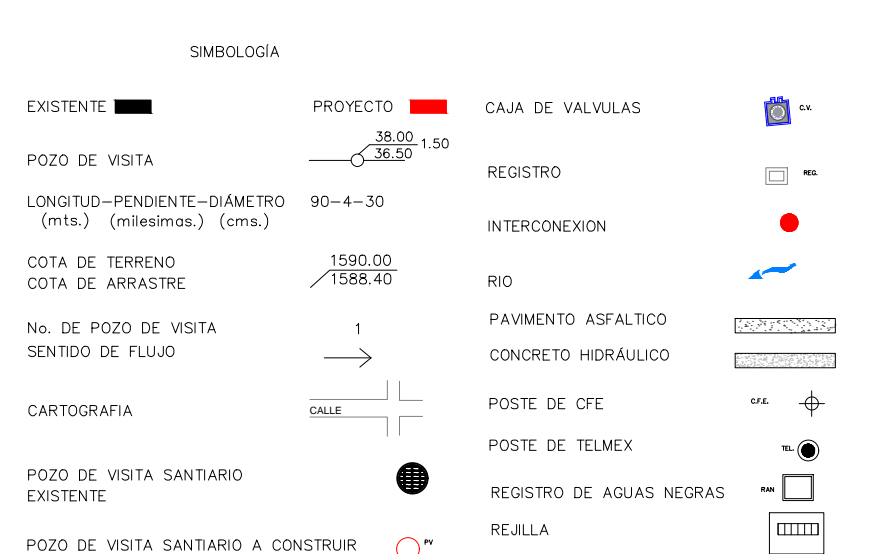 SIMBOLOGÍA
EXISTENTE
PROYECTO
POZO DE VISITA
38.00
36.50
1.50
LONGITUD-PENDIENTE-DIÁMETRO 90-4-30
(mts.) (milesimas.) (cms.)
COTA DE TERRENO 1590.00
COTA DE ARRASTRE 1588.40
No. DE POZO DE VISITA 1
SENTIDO DE FLUJO
CARTOGRAFIA CALLE
POZO DE VISITA SANTIARIO
EXISTENTE
POZO DE VISITA SANTIARIO A CONSTRUIR PV
CAJA DE VALVULAS C.V.
REGISTRO REG.
INTERCONEXION
RIO
PAVIMENTO ASFALTICO
CONCRETO HIDRÁULICO
POSTE DE CFE C.F.E.
POSTE DE TELMEX TEL.
REGISTRO DE AGUAS NEGRAS RAN
REJILLA